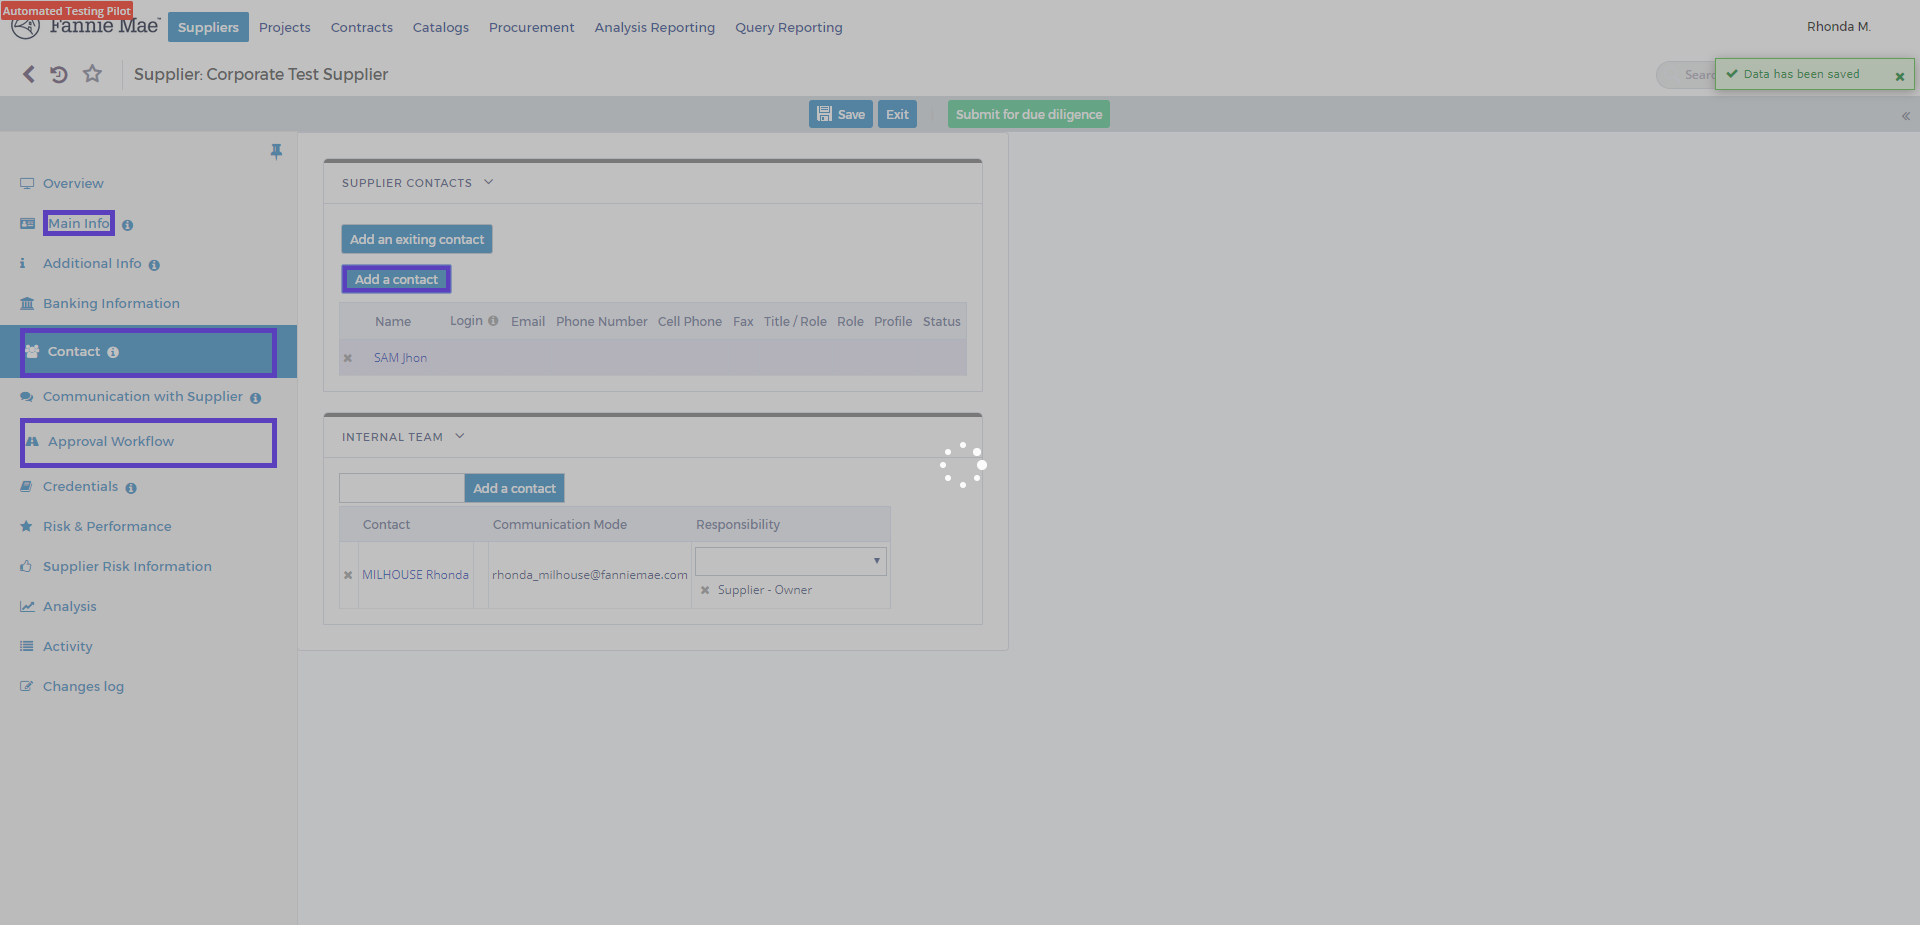 Automated Testing Pilot
Fannie Mae
Suppliers Projects Contracts Catalogs Procurement Analysis Reporting Query Reporting
Rhonda M.
Supplier: Corporate Test Supplier
Searc
Data has been saved
Save Exit Submit for due diligence
Overview
Main Info
Additional Info
Banking Information
Contact
Communication with Supplier
Approval Workflow
Credentials
Risk & Performance
Supplier Risk Information
Analysis
Activity
Changes log
SUPPLIER CONTACTS
Add an exiting contact
Add a contact
Name Login Email Phone Number Cell Phone Fax Title / Role Role Profile Status
SAM Jhon
INTERNAL TEAM
Add a contact
Contact Communication Mode Responsibility
MILHOUSE Rhonda rhonda_milhouse@fanniemae.com
Supplier - Owner